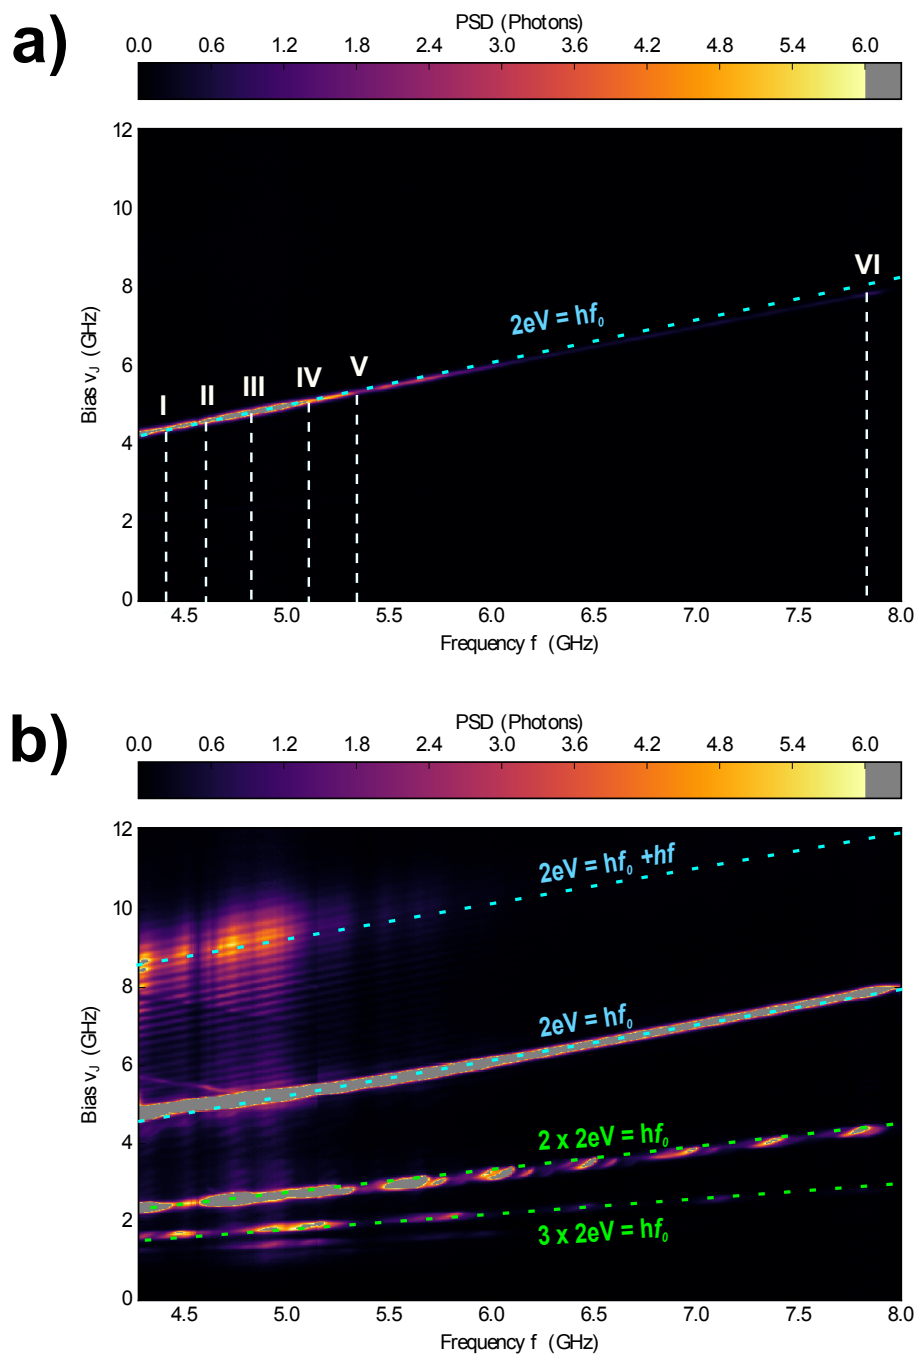 a)
PSD (Photons)
0.0 0.6 1.2 1.8 2.4 3.0 3.6 4.2 4.8 5.4 6.0
12
10
8
6
4
2
0
Bias νJ (GHz)
I II III IV V VI
2eV = hf0
4.5 5.0 5.5 6.0 6.5 7.0 7.5 8.0
Frequency f (GHz)
b)
PSD (Photons)
0.0 0.6 1.2 1.8 2.4 3.0 3.6 4.2 4.8 5.4 6.0
12
10
8
6
4
2
0
Bias νJ (GHz)
2eV = hf0 +hf
2eV = hf0
2 x 2eV = hf0
3 x 2eV = hf0
4.5 5.0 5.5 6.0 6.5 7.0 7.5 8.0
Frequency f (GHz)